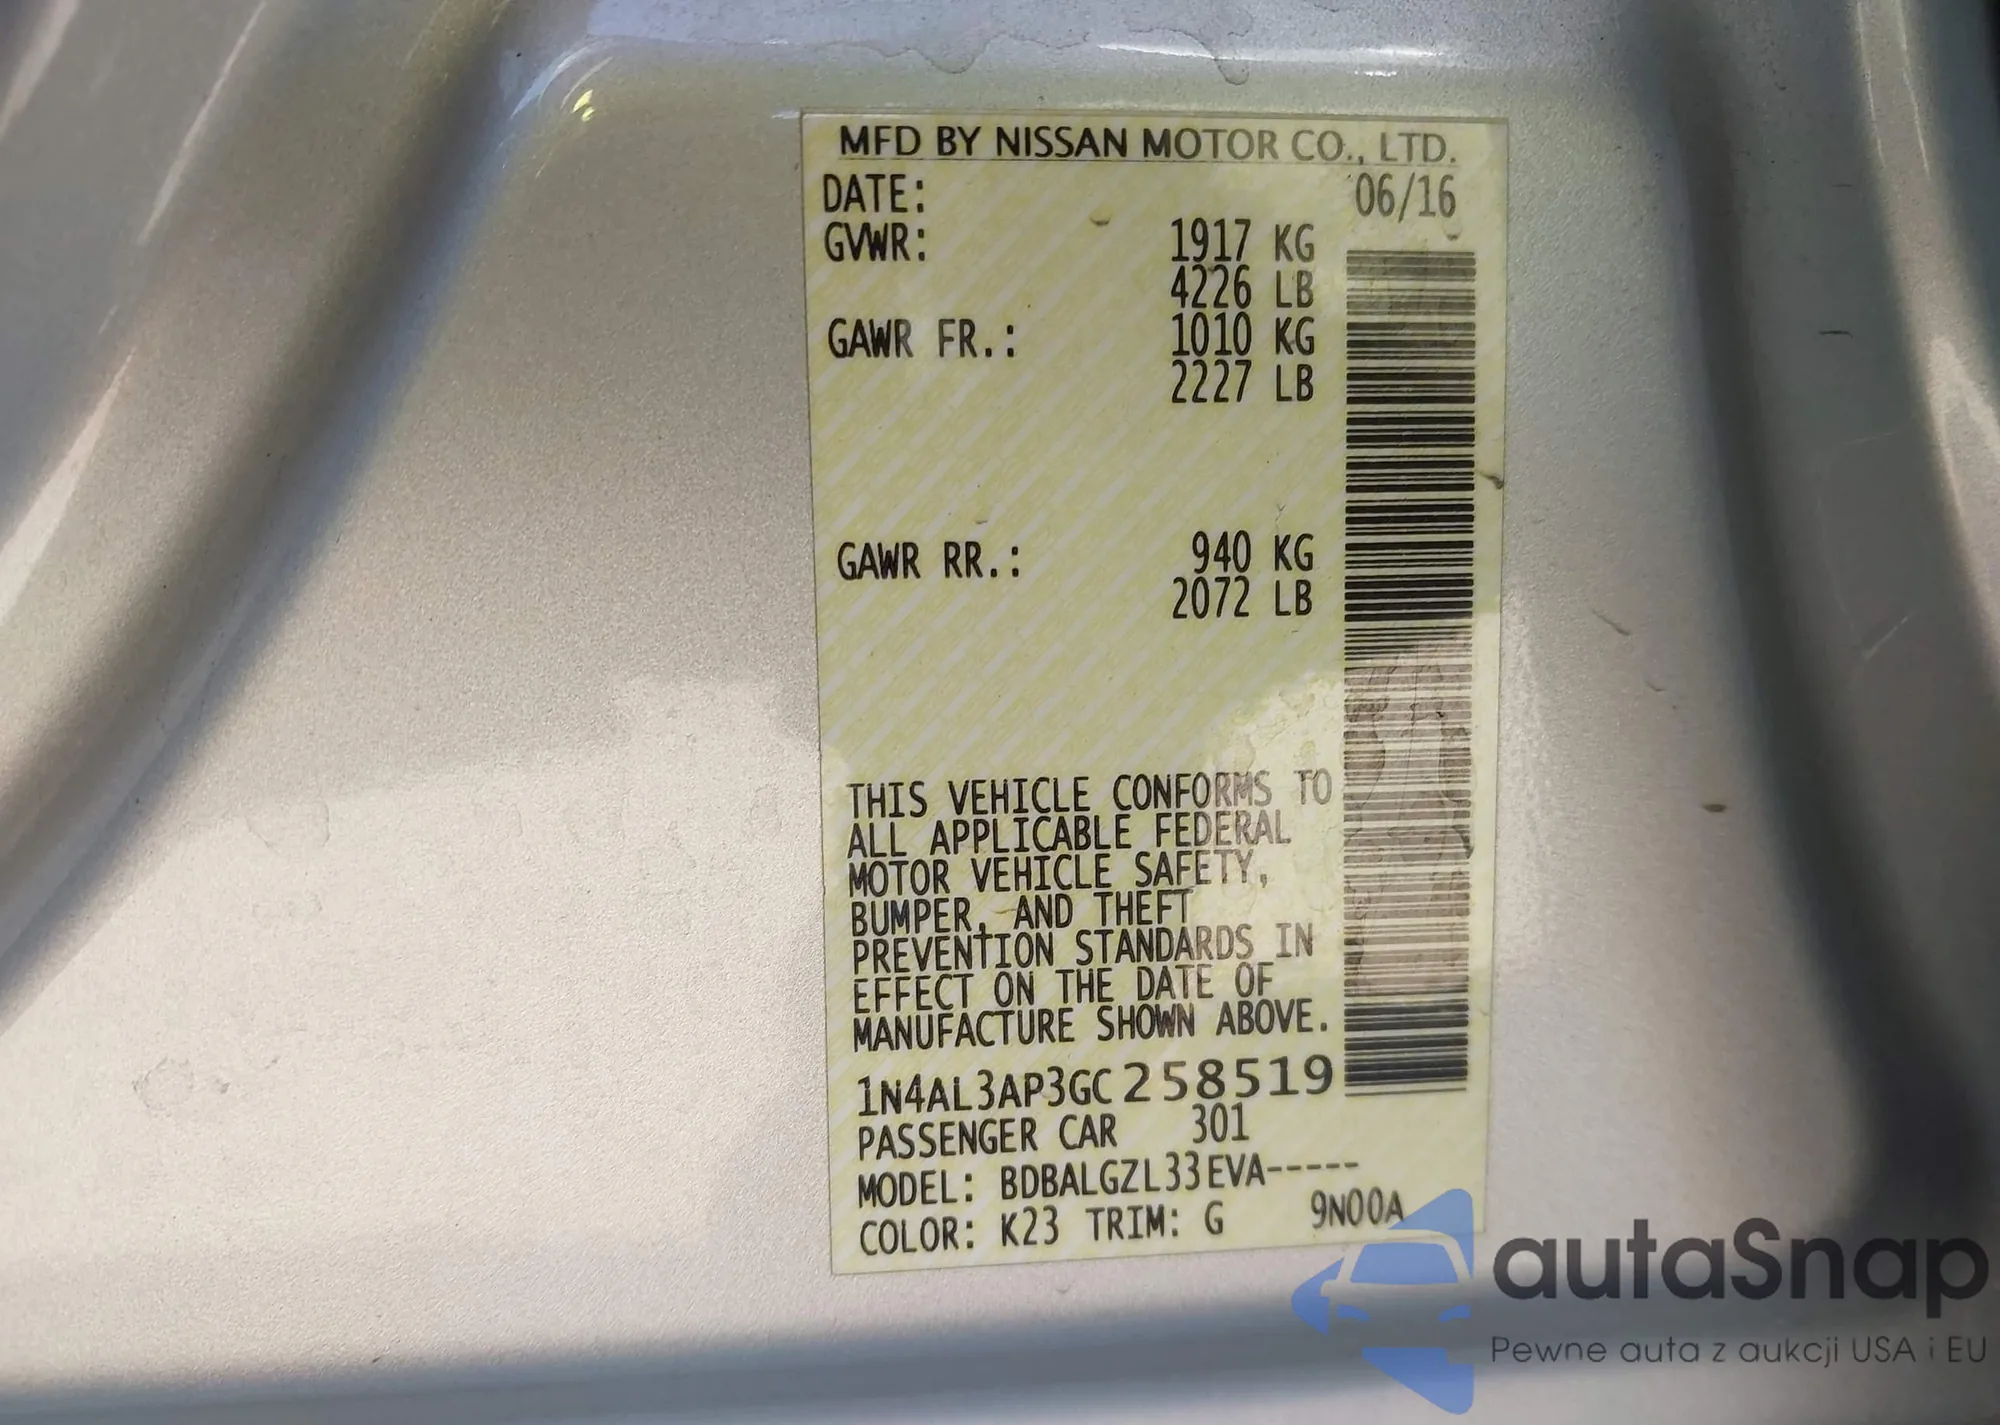 MFD BY NISSAN MOTOR CO., LTD.
DATE: 06/16
GVWR: 1917 KG
4226 LB
GAWR FR.: 1010 KG
2227 LB
GAWR RR.: 940 KG
2072 LB
THIS VEHICLE CONFORMS TO
ALL APPLICABLE FEDERAL
MOTOR VEHICLE SAFETY,
BUMPER, AND THEFT
PREVENTION STANDARDS IN
EFFECT ON THE DATE OF
MANUFACTURE SHOWN ABOVE.
1N4AL3AP3GC258519
PASSENGER CAR 301
MODEL: BDBALGZL33EVA-----
COLOR: K23 TRIM: G 9N00A
autaSnap
Pewne auta z aukcji USA i EU